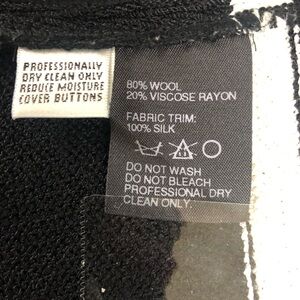 PROFESSIONALLY
DRY CLEAN ONLY
REDUCE MOISTURE
COVER BUTTONS
80% WOOL
20% VISCOSE RAYON
FABRIC TRIM:
100% SILK
DO NOT WASH
DO NOT BLEACH
PROFESSIONAL DRY
CLEAN ONLY.